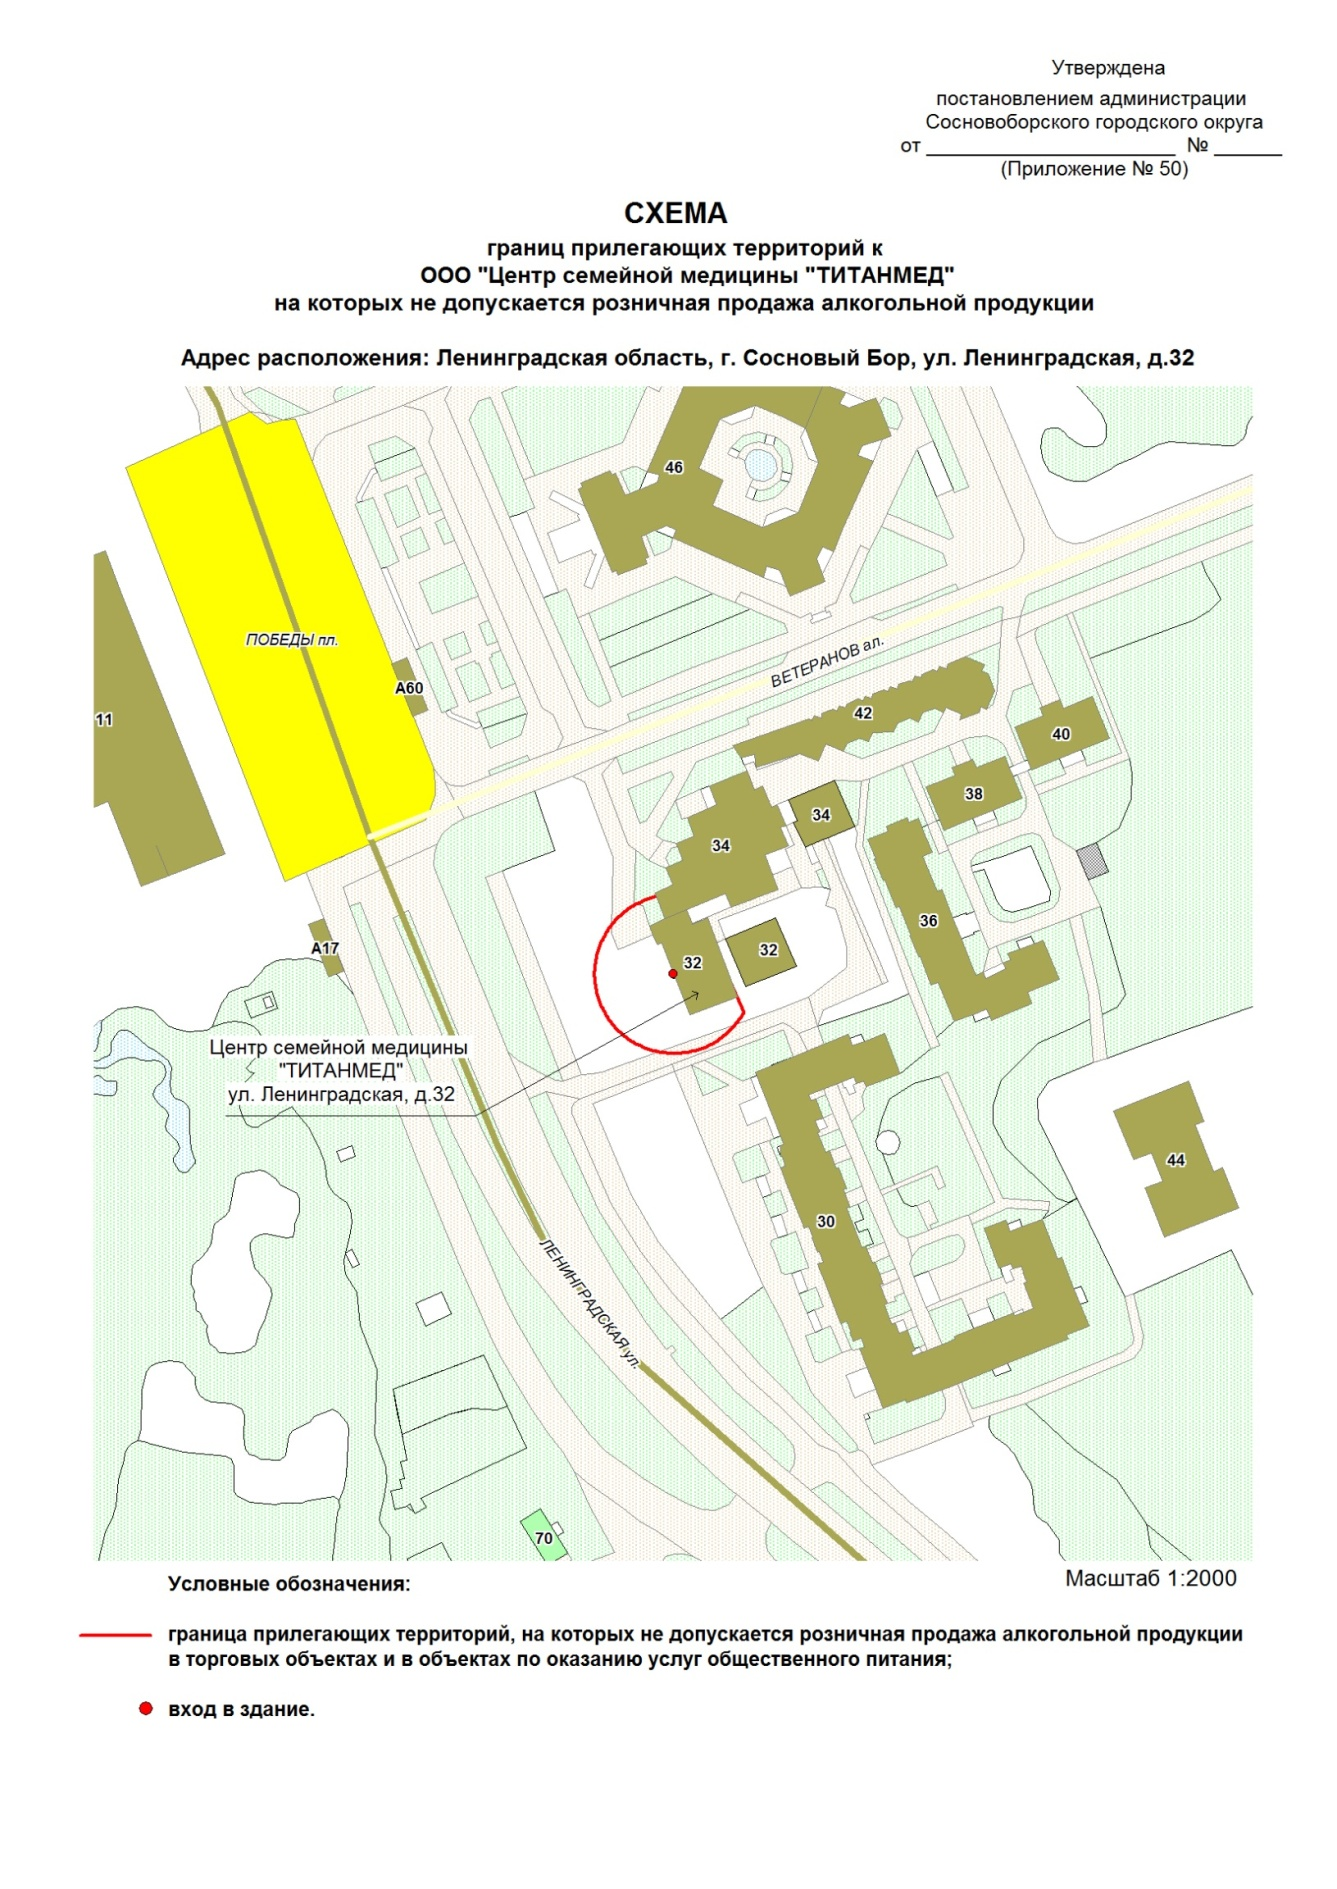 Утверждена
постановлением администрации
Сосновоборского городского округа
от _______________________ № ______
(Приложение № 50)
СХЕМА
границ прилегающих территорий к
ООО "Центр семейной медицины "ТИТАНМЕД"
на которых не допускается розничная продажа алкогольной продукции
Адрес расположения: Ленинградская область, г. Сосновый Бор, ул. Ленинградская, д.32
46
ПОБЕДЫ пл.
ВЕТЕРАНОВ ал.
А60
11
42
40
38
34
34
36
А17
32
32
Центр семейной медицины
"ТИТАНМЕД"
ул. Ленинградская, д.32
44
30
ЛЕНИНГРАДСКАЯ ул.
70
Масштаб 1:2000
Условные обозначения:
граница прилегающих территорий, на которых не допускается розничная продажа алкогольной продукции
в торговых объектах и в объектах по оказанию услуг общественного питания;
вход в здание.